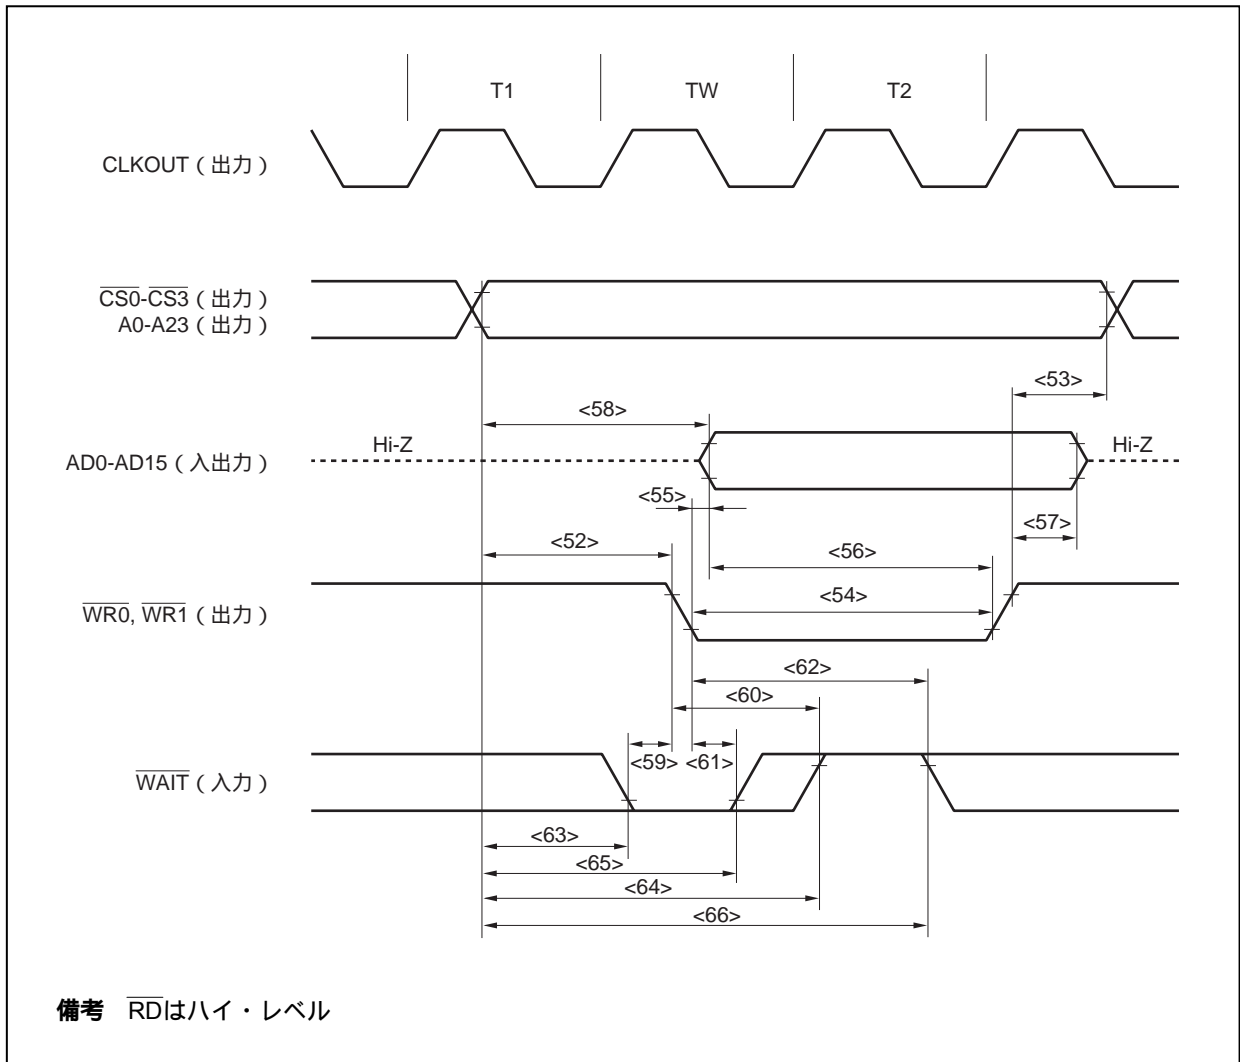 T1 TW T2
CLKOUT（出力）
CS0-CS3（出力）
A0-A23（出力）
<53>
<58>
AD0-AD15（入出力） Hi-Z Hi-Z
<55>
<57>
<52>
<56>
<54>
WR0, WR1（出力）
<62>
<60>
<59> <61>
WAIT（入力）
<63>
<65>
<64>
<66>
備考 RDはハイ・レベル